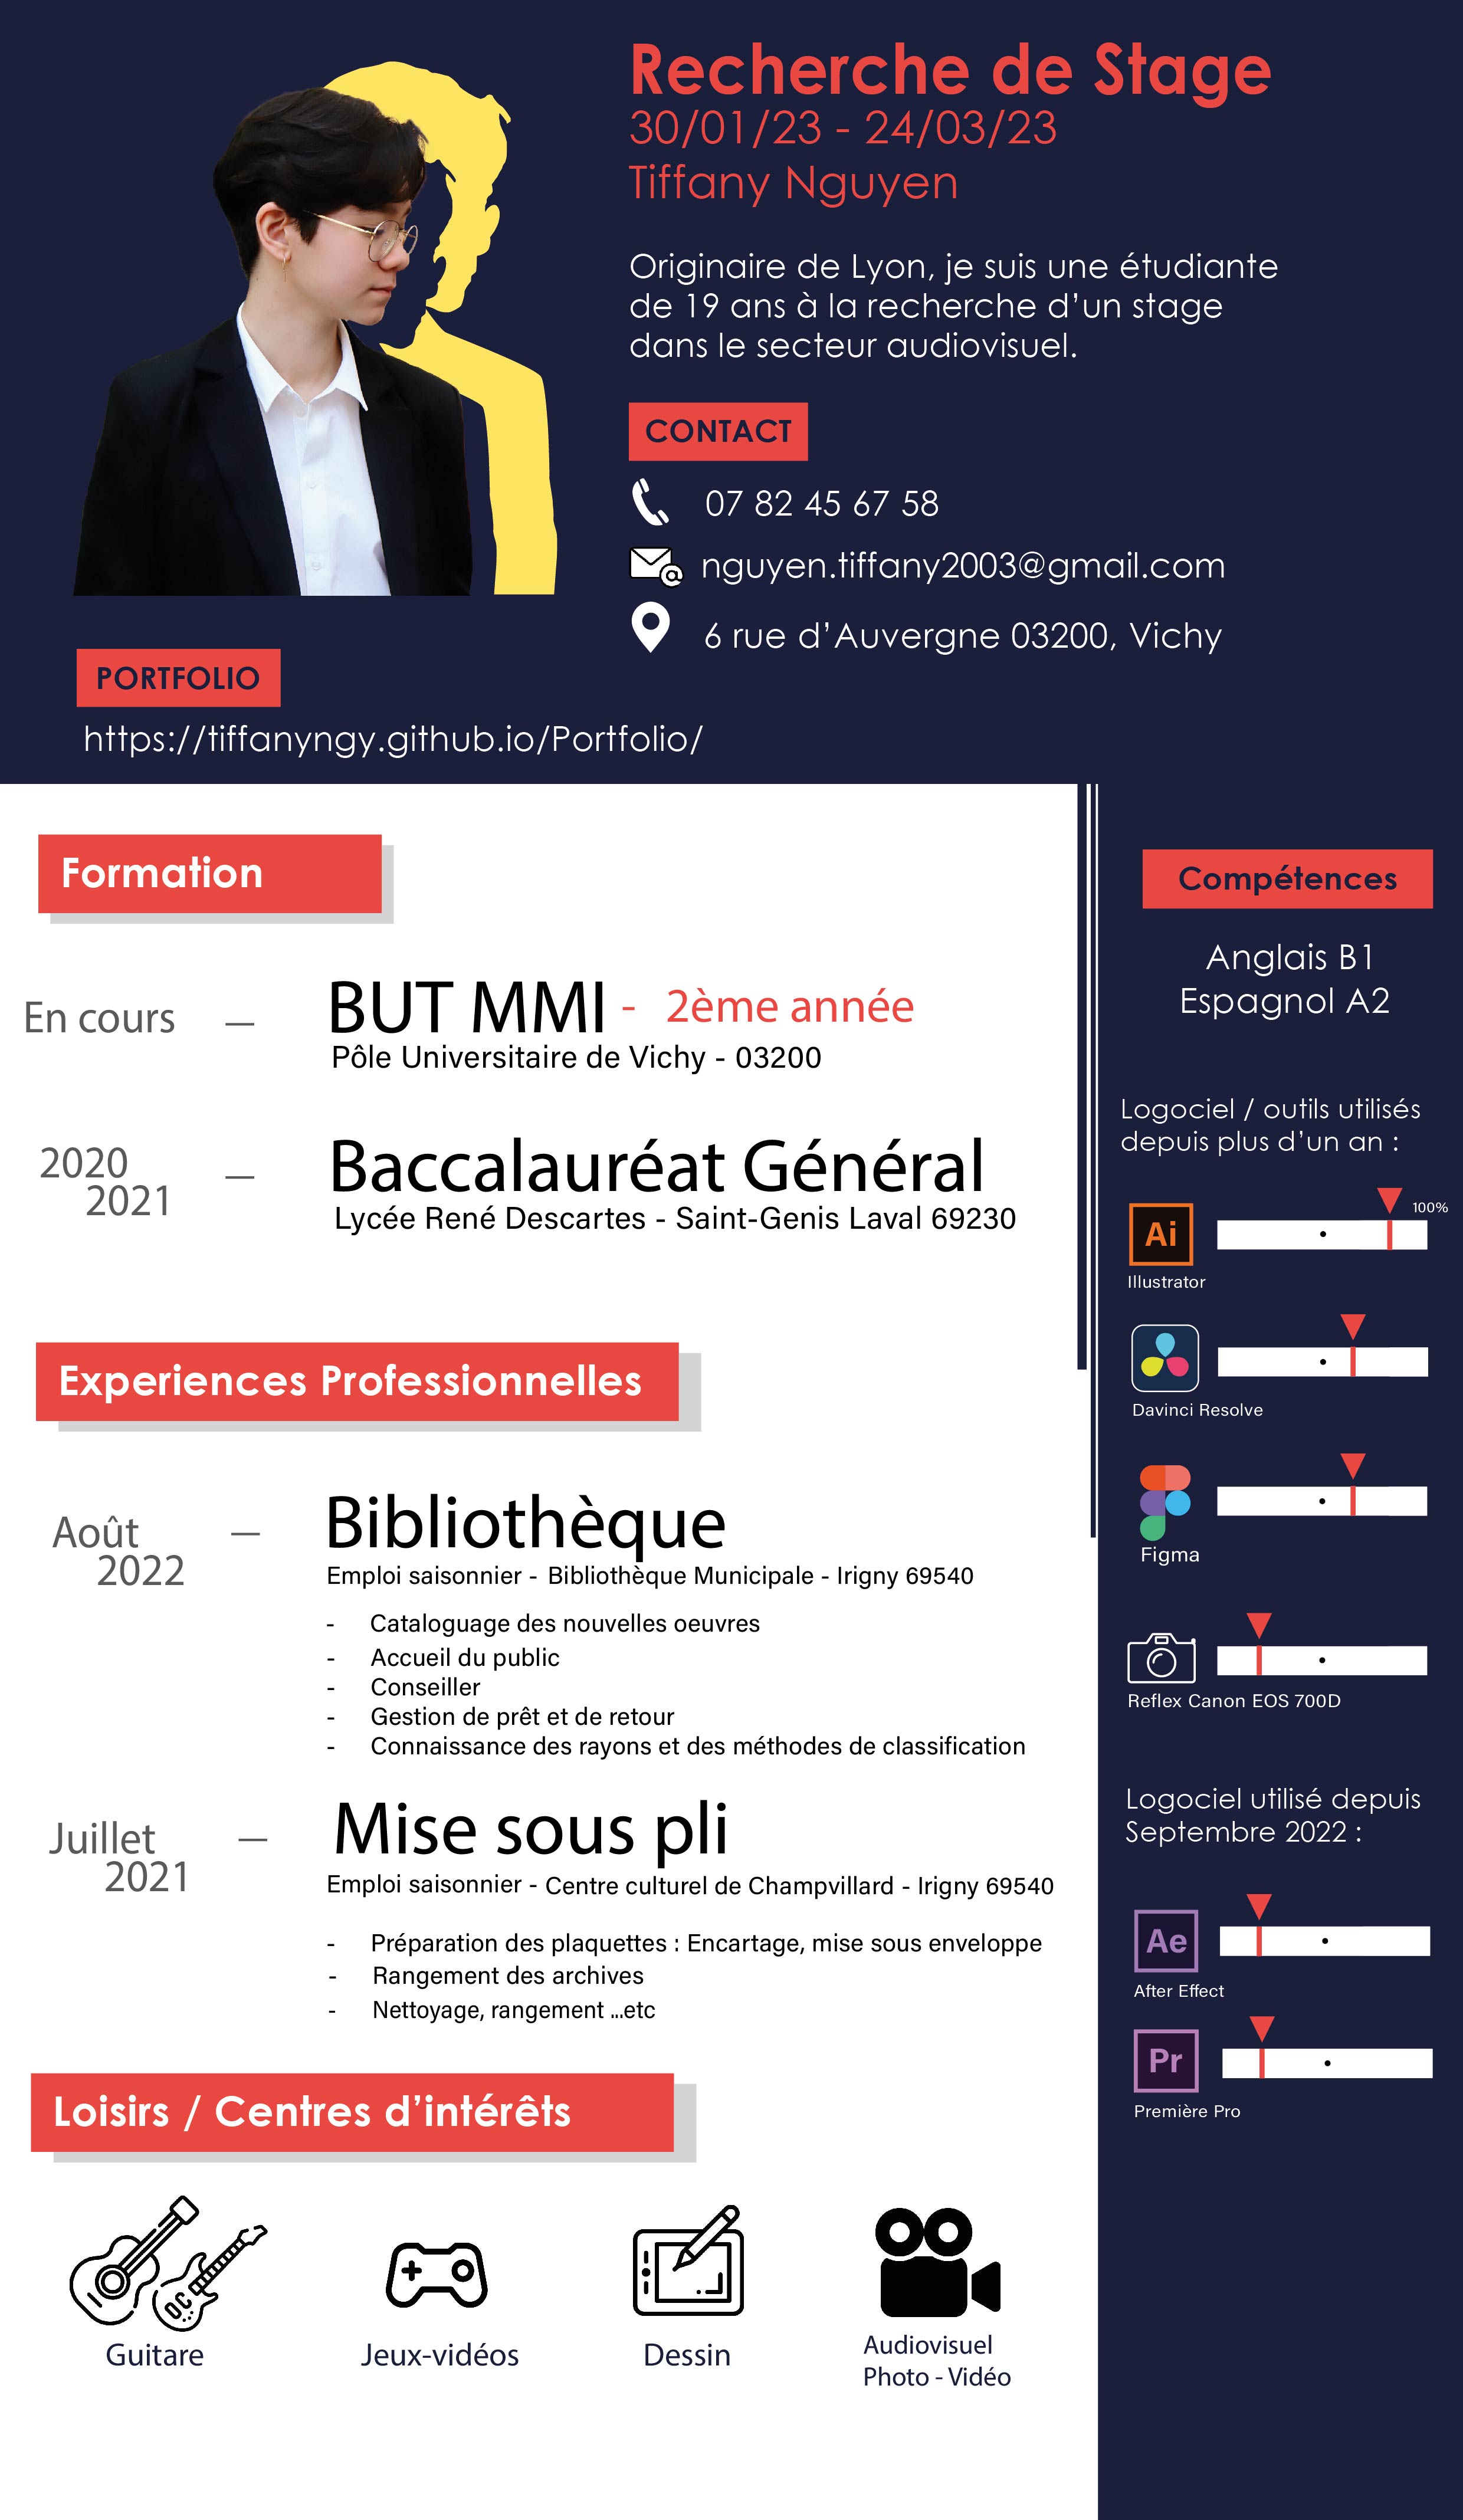 Recherche de Stage
30/01/23 - 24/03/23
Tiffany Nguyen
Originaire de Lyon, je suis une étudiante
de 19 ans à la recherche d'un stage
dans le secteur audiovisuel.
CONTACT
07 82 45 67 58
nguyen.tiffany2003@gmail.com
6 rue d'Auvergne 03200, Vichy
PORTFOLIO
https://tiffanyngy.github.io/Portfolio/
Formation
En cours — BUT MMI - 2ème année
Pôle Universitaire de Vichy - 03200
2020
2021 — Baccalauréat Général
Lycée René Descartes - Saint-Genis Laval 69230
Experiences Professionnelles
Août
2022 — Bibliothèque
Emploi saisonnier - Bibliothèque Municipale - Irigny 69540
- Cataloguage des nouvelles oeuvres
- Accueil du public
- Conseiller
- Gestion de prêt et de retour
- Connaissance des rayons et des méthodes de classification
Juillet
2021 — Mise sous pli
Emploi saisonnier - Centre culturel de Champvillard - Irigny 69540
- Préparation des plaquettes : Encartage, mise sous enveloppe
- Rangement des archives
- Nettoyage, rangement ...etc
Loisirs / Centres d'intérêts
Guitare
Jeux-vidéos
Dessin
Audiovisuel
Photo - Vidéo
Compétences
Anglais B1
Espagnol A2
Logociel / outils utilisés
depuis plus d'un an :
100%
Ai
Illustrator
Davinci Resolve
Figma
Reflex Canon EOS 700D
Logociel utilisé depuis
Septembre 2022 :
Ae
After Effect
Pr
Première Pro